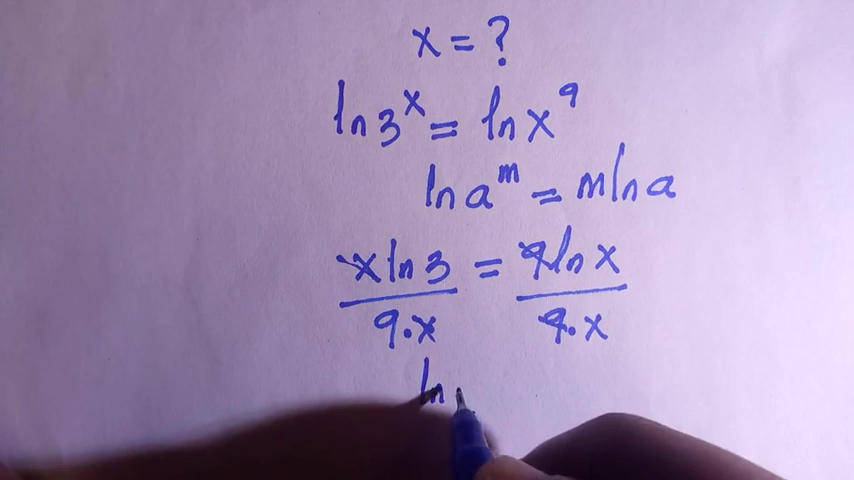 x = ?
ln 3^x = ln x^9
ln a^m = m ln a
x ln 3 / 9.x = 9 ln x / 9.x
ln